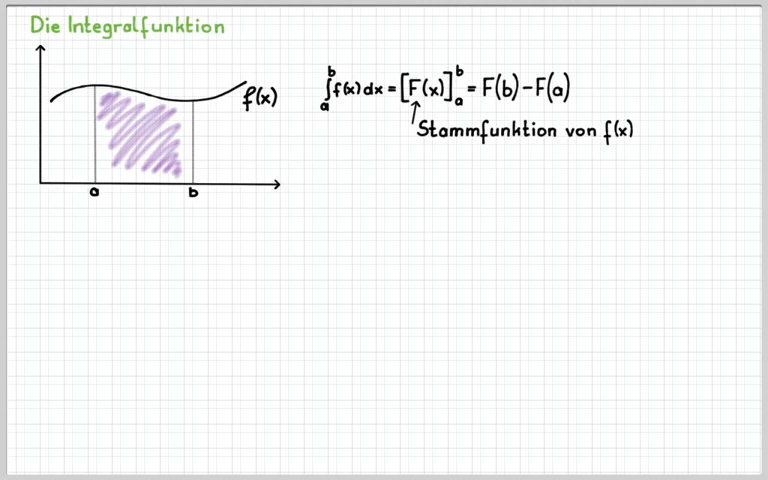 Die Integralfunktion
∫ₐᵇ f(x) dx = [F(x)]ₐᵇ = F(b) - F(a)
Stammfunktion von f(x)
f(x)
a b